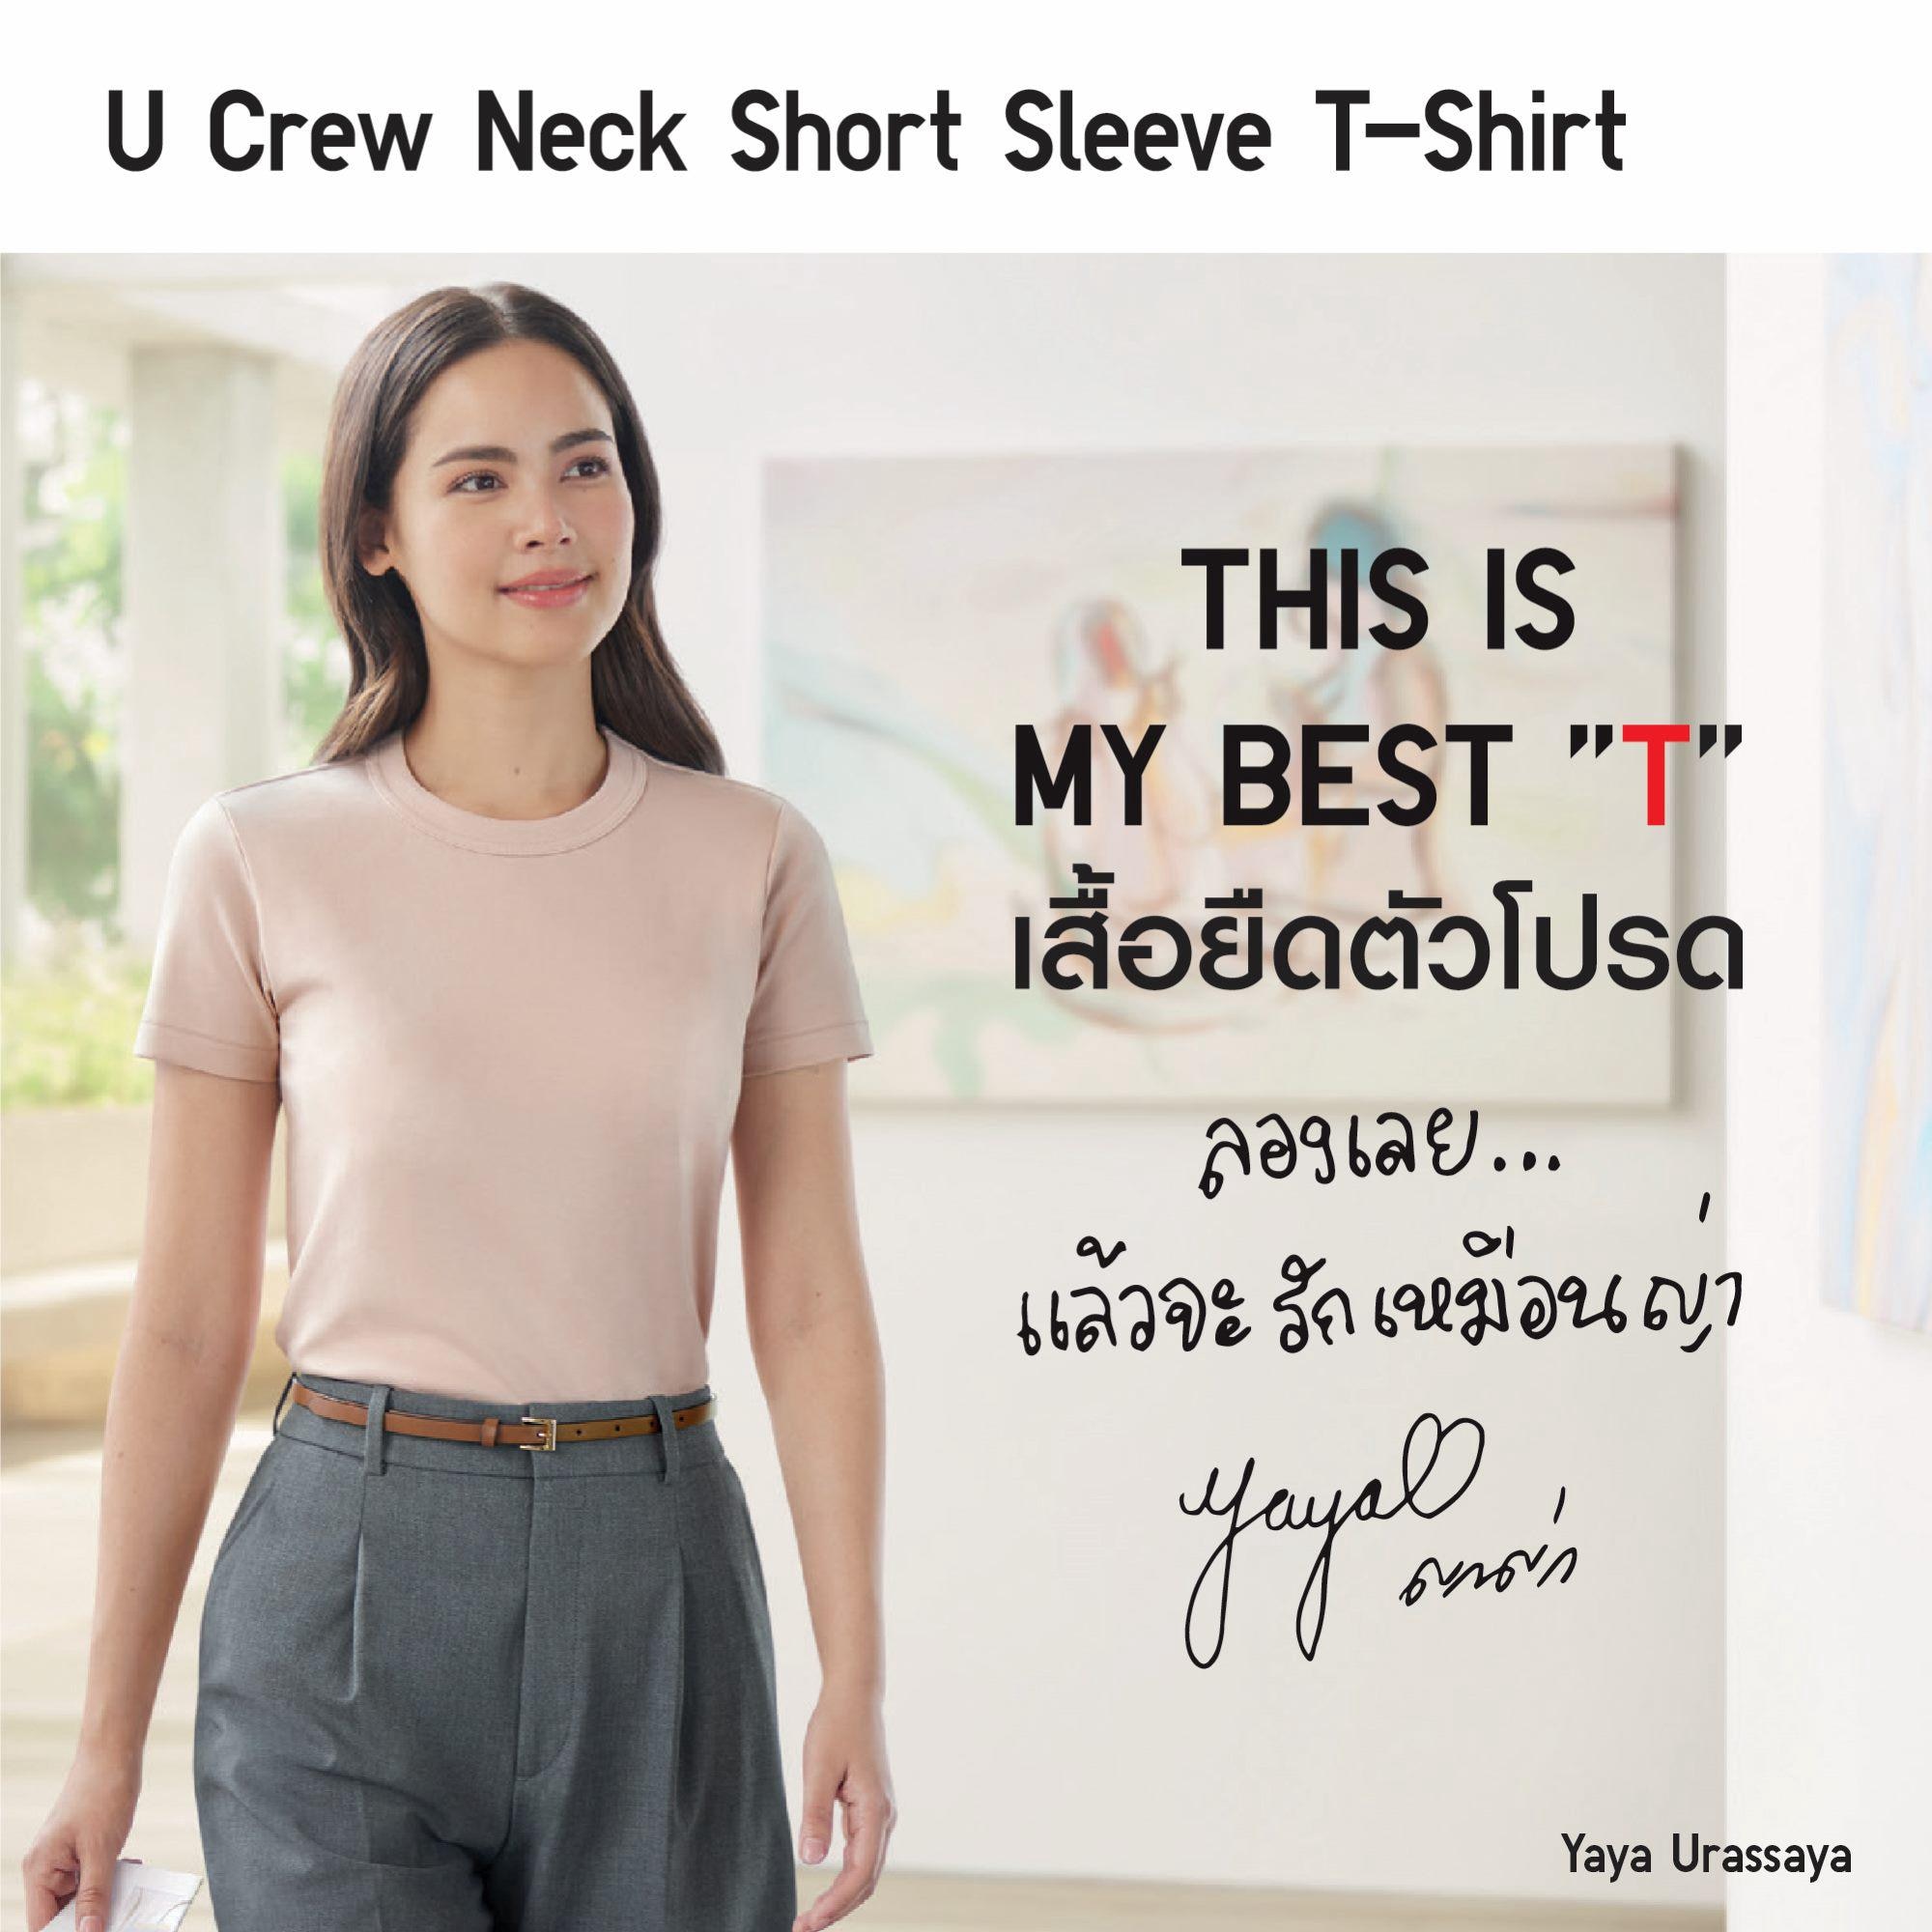 U Crew Neck Short Sleeve T-Shirt
THIS IS
MY BEST "T"
เสื้อยืดตัวโปรด
ลองเลย...
แล้วจะรักเหมือนญ่า
Yaya
ญาญ่า
Yaya Urassaya